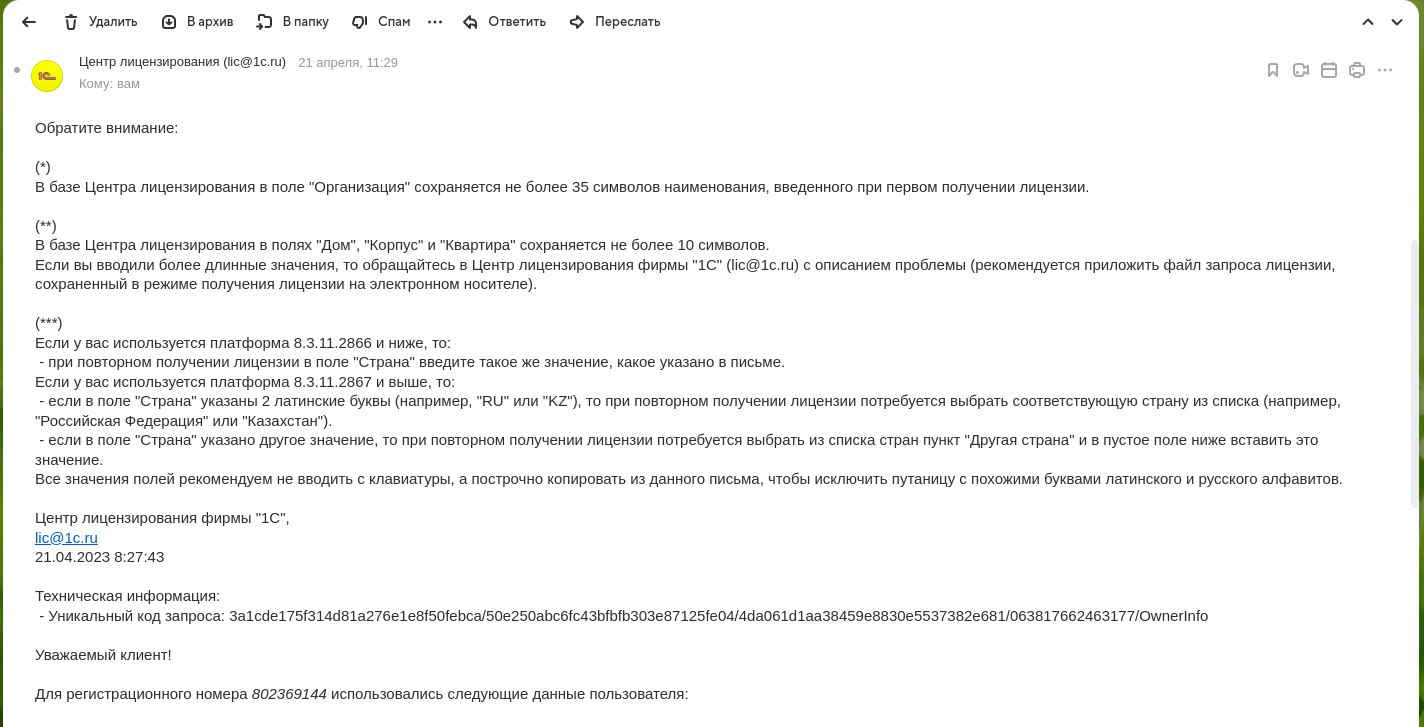 Удалить В архив В папку Спам Ответить Переслать
Центр лицензирования (lic@1c.ru) 21 апреля, 11:29
1С
Кому: вам
Обратите внимание:
(*)
В базе Центра лицензирования в поле "Организация" сохраняется не более 35 символов наименования, введенного при первом получении лицензии.
(**)
В базе Центра лицензирования в полях "Дом", "Корпус" и "Квартира" сохраняется не более 10 символов.
Если вы вводили более длинные значения, то обращайтесь в Центр лицензирования фирмы "1С" (lic@1c.ru) с описанием проблемы (рекомендуется приложить файл запроса лицензии,
сохраненный в режиме получения лицензии на электронном носителе).
(***)
Если у вас используется платформа 8.3.11.2866 и ниже, то:
- при повторном получении лицензии в поле "Страна" введите такое же значение, какое указано в письме.
Если у вас используется платформа 8.3.11.2867 и выше, то:
- если в поле "Страна" указаны 2 латинские буквы (например, "RU" или "KZ"), то при повторном получении лицензии потребуется выбрать соответствующую страну из списка (например,
"Российская Федерация" или "Казахстан").
- если в поле "Страна" указано другое значение, то при повторном получении лицензии потребуется выбрать из списка стран пункт "Другая страна" и в пустое поле ниже вставить это
значение.
Все значения полей рекомендуем не вводить с клавиатуры, а построчно копировать из данного письма, чтобы исключить путаницу с похожими буквами латинского и русского алфавитов.
Центр лицензирования фирмы "1С",
lic@1c.ru
21.04.2023 8:27:43
Техническая информация:
- Уникальный код запроса: 3a1cde175f314d81a276e1e8f50febca/50e250abc6fc43bfbfb303e87125fe04/4da061d1aa38459e8830e5537382e681/063817662463177/OwnerInfo
Уважаемый клиент!
Для регистрационного номера 802369144 использовались следующие данные пользователя: